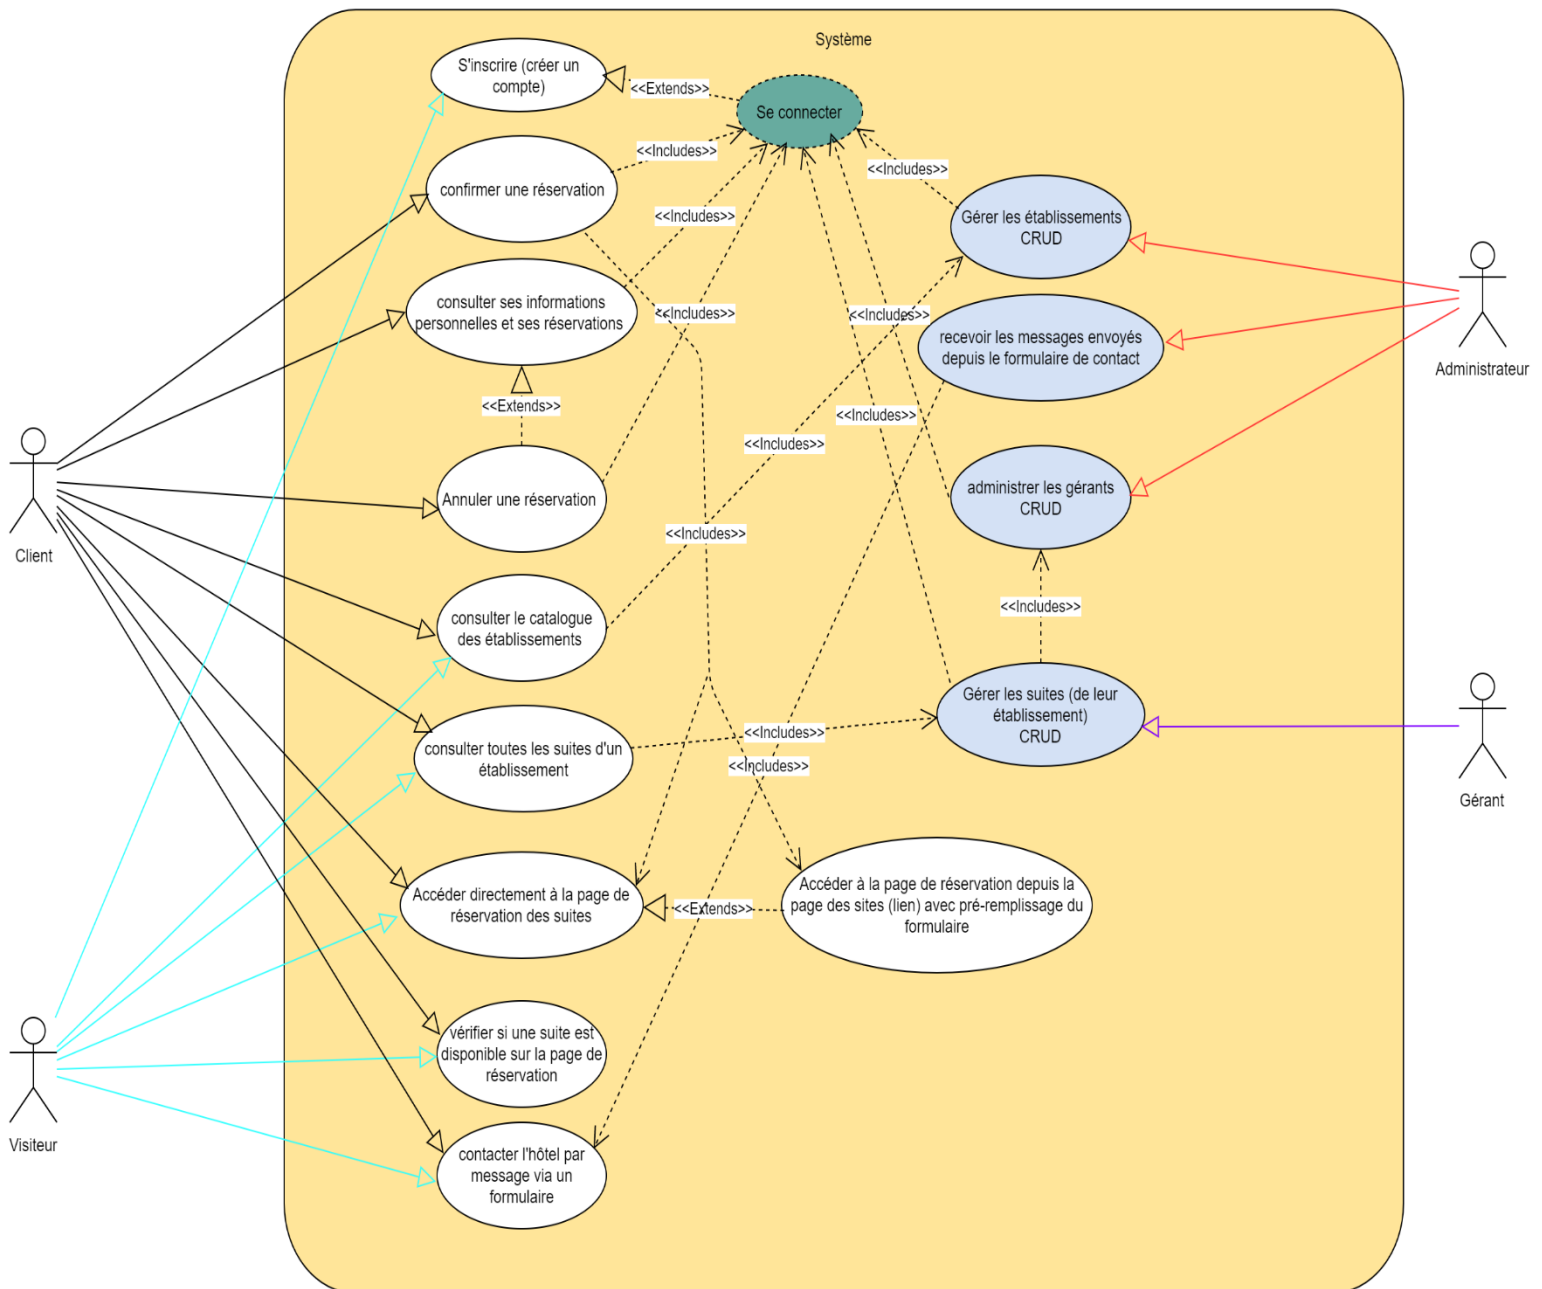 Système
S'inscrire (créer un
compte)
<<Extends>>
Se connecter
<<Includes>>
confirmer une réservation
<<Includes>>
Gérer les établissements
CRUD
<<Includes>>
consulter ses informations
personnelles et ses réservations
<<Includes>>
<<Includes>>
recevoir les messages envoyés
depuis le formulaire de contact
Administrateur
<<Extends>>
<<Includes>>
<<Includes>>
Annuler une réservation
administrer les gérants
CRUD
<<Includes>>
Client
consulter le catalogue
des établissements
<<Includes>>
Gérer les suites (de leur
établissement)
CRUD
<<Includes>>
consulter toutes les suites d'un
établissement
<<Includes>>
Gérant
Accéder directement à la page de
réservation des suites
<<Extends>>
Accéder à la page de réservation depuis la
page des sites (lien) avec pré-remplissage du
formulaire
vérifier si une suite est
disponible sur la page de
réservation
Visiteur
contacter l'hôtel par
message via un
formulaire